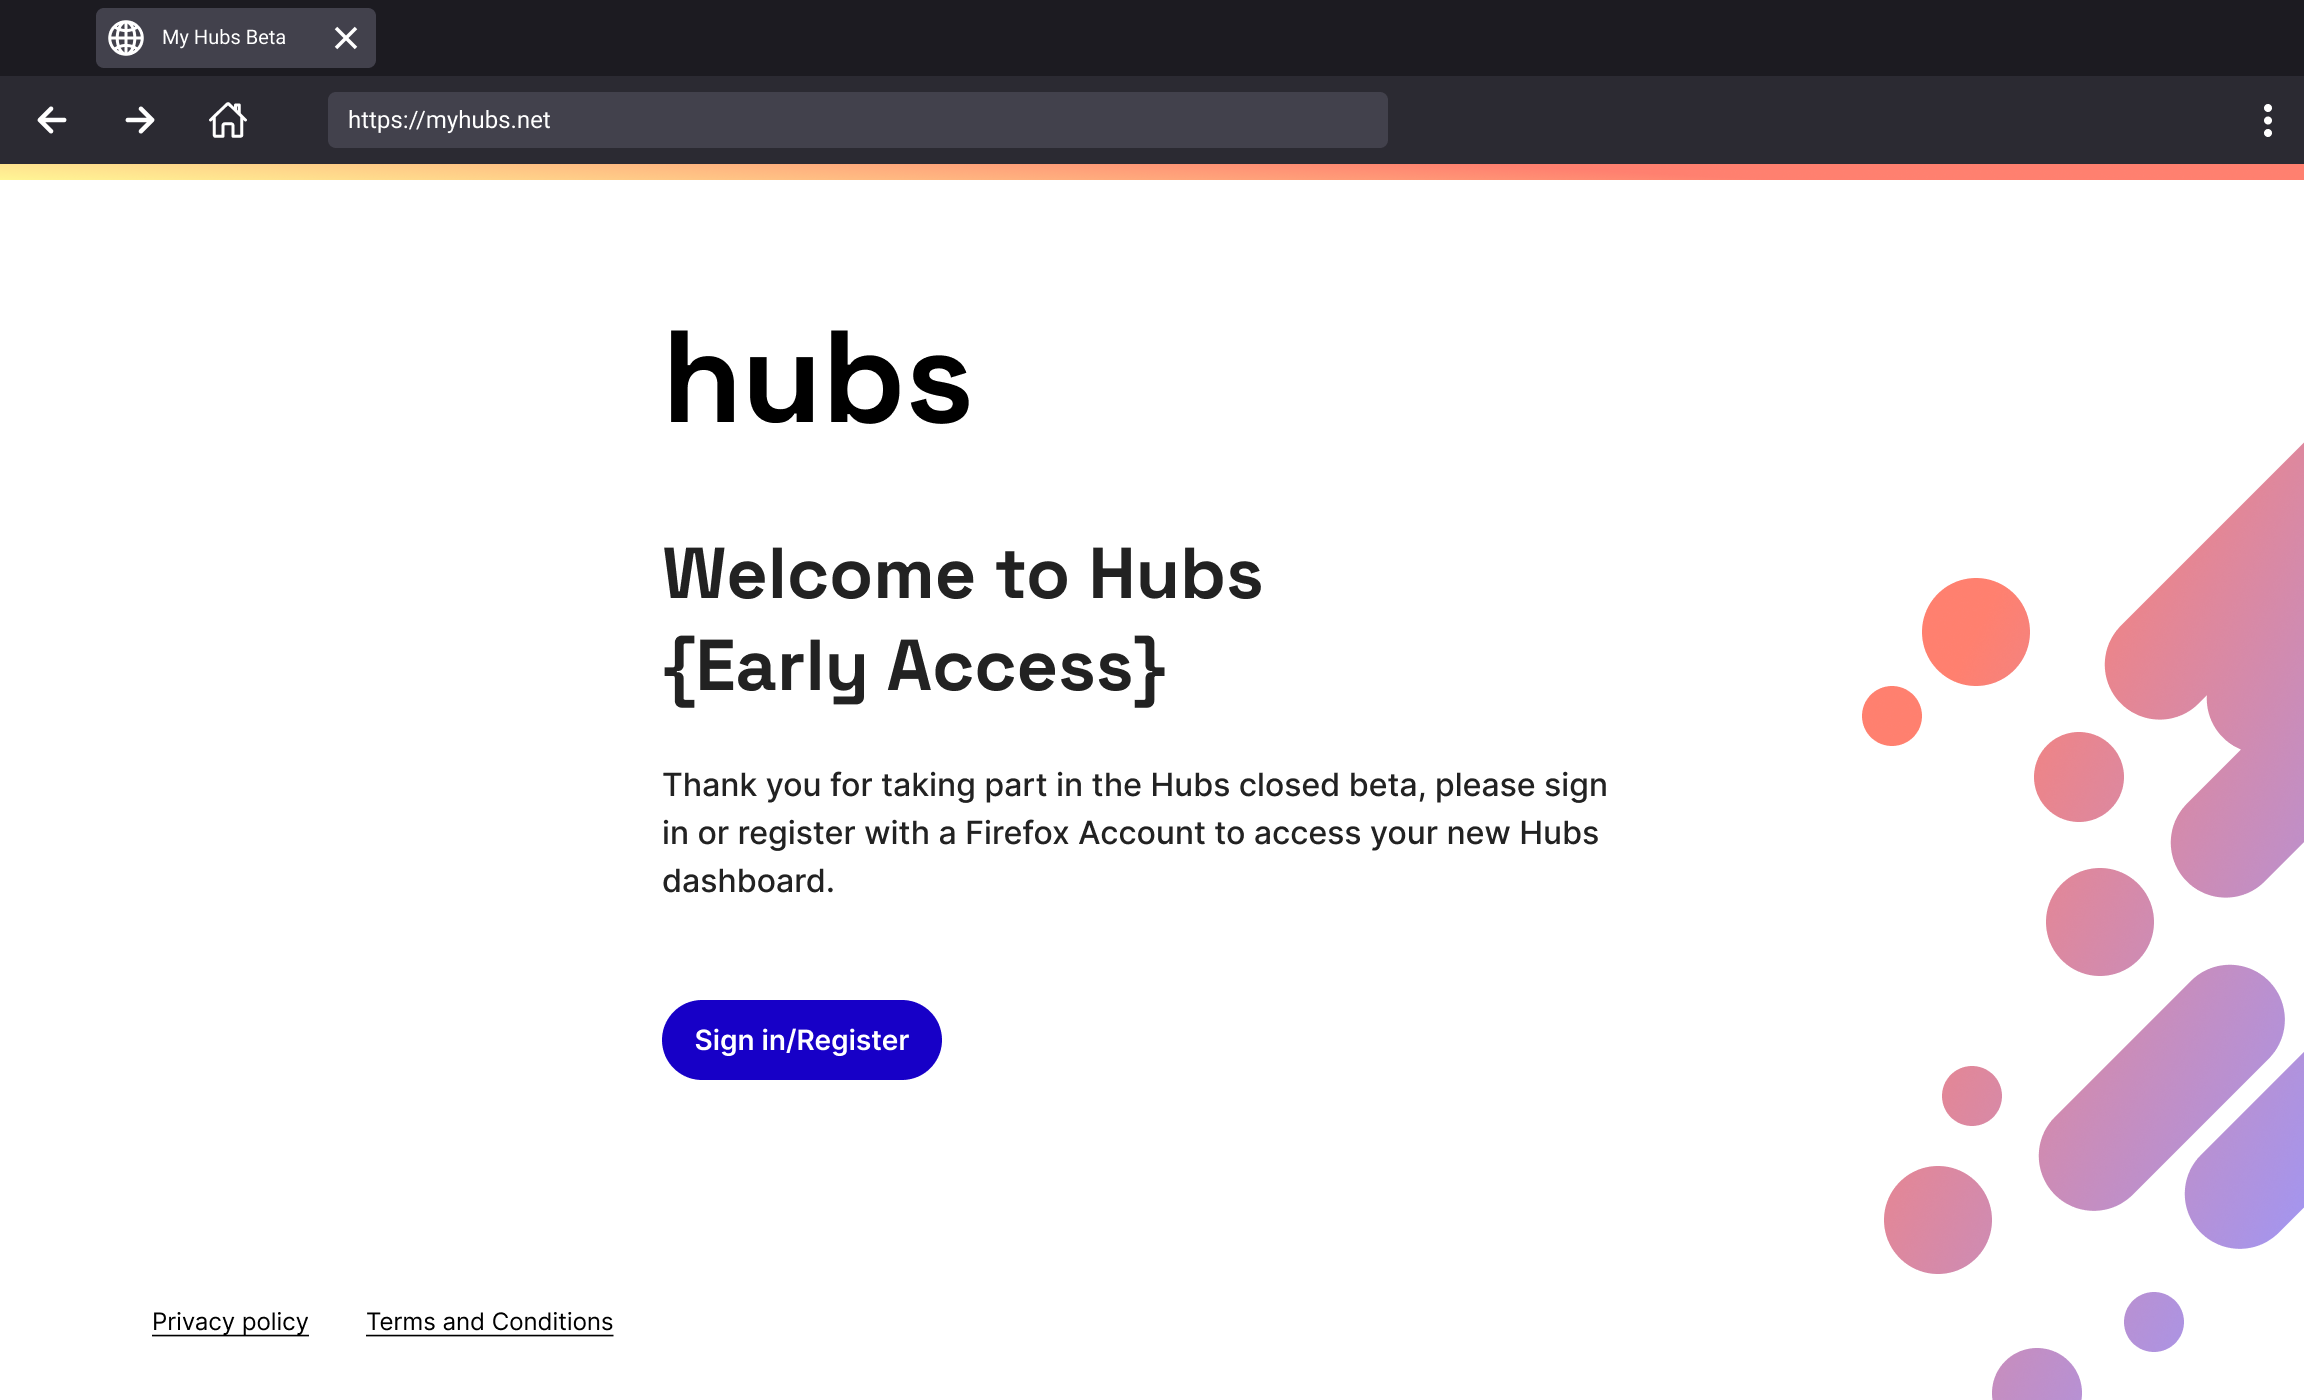 My Hubs Beta
https://myhubs.net
hubs
Welcome to Hubs
{Early Access}
Thank you for taking part in the Hubs closed beta, please sign
in or register with a Firefox Account to access your new Hubs
dashboard.
Sign in/Register
Privacy policy
Terms and Conditions